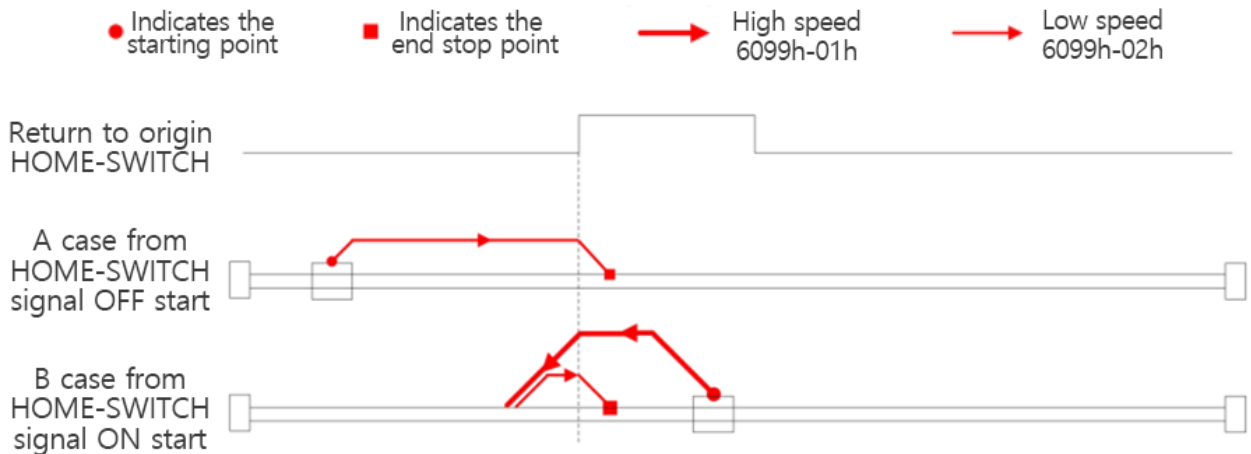 Indicates the
starting point
Indicates the
end stop point
High speed
6099h-01h
Low speed
6099h-02h
Return to origin
HOME-SWITCH
A case from
HOME-SWITCH
signal OFF start
B case from
HOME-SWITCH
signal ON start